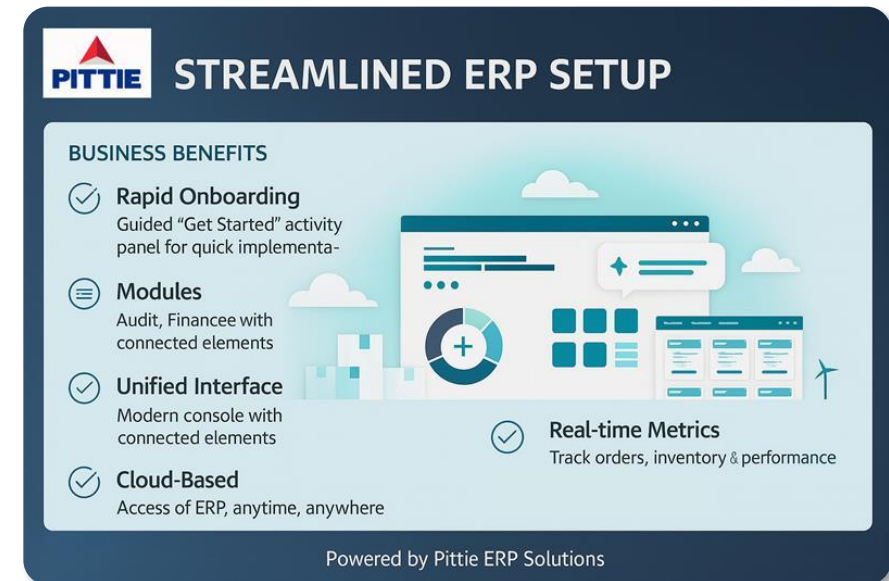 PITTIE
STREAMLINED ERP SETUP
BUSINESS BENEFITS
Rapid Onboarding
Guided “Get Started” activity
panel for quick implementa-
Modules
Audit, Financee with
connected elements
Unified Interface
Modern console with
connected elements
Cloud-Based
Access of ERP, anytime, anywhere
Real-time Metrics
Track orders, inventory & performance
Powered by Pittie ERP Solutions